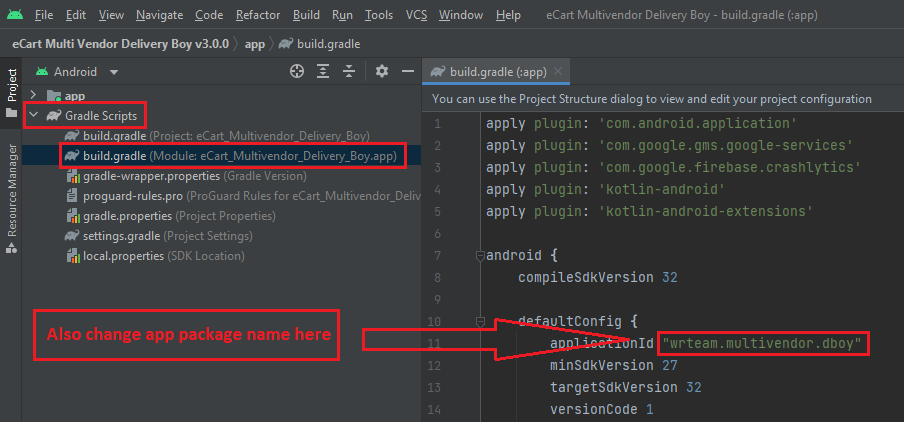 File Edit View Navigate Code Refactor Build Run Tools VCS Window Help eCart Multivendor Delivery Boy - build.gradle (:app)
eCart Multi Vendor Delivery Boy v3.0.0 〉 app 〉 build.gradle
Project
Resource Manager
Android
app
Gradle Scripts
build.gradle (Project: eCart_Multivendor_Delivery_Boy)
build.gradle (Module: eCart_Multivendor_Delivery_Boy.app)
gradle-wrapper.properties (Gradle Version)
proguard-rules.pro (ProGuard Rules for eCart_Multivendor_Deliv
gradle.properties (Project Properties)
settings.gradle (Project Settings)
local.properties (SDK Location)
Also change app package name here
build.gradle (:app)
You can use the Project Structure dialog to view and edit your project configuration
1 apply plugin: 'com.android.application'
2 apply plugin: 'com.google.gms.google-services'
3 apply plugin: 'com.google.firebase.crashlytics'
4 apply plugin: 'kotlin-android'
5 apply plugin: 'kotlin-android-extensions'
6
7 android {
8 compileSdkVersion 32
9
10 defaultConfig {
11 applicationId "wrteam.multivendor.dboy"
12 minSdkVersion 27
13 targetSdkVersion 32
14 versionCode 1